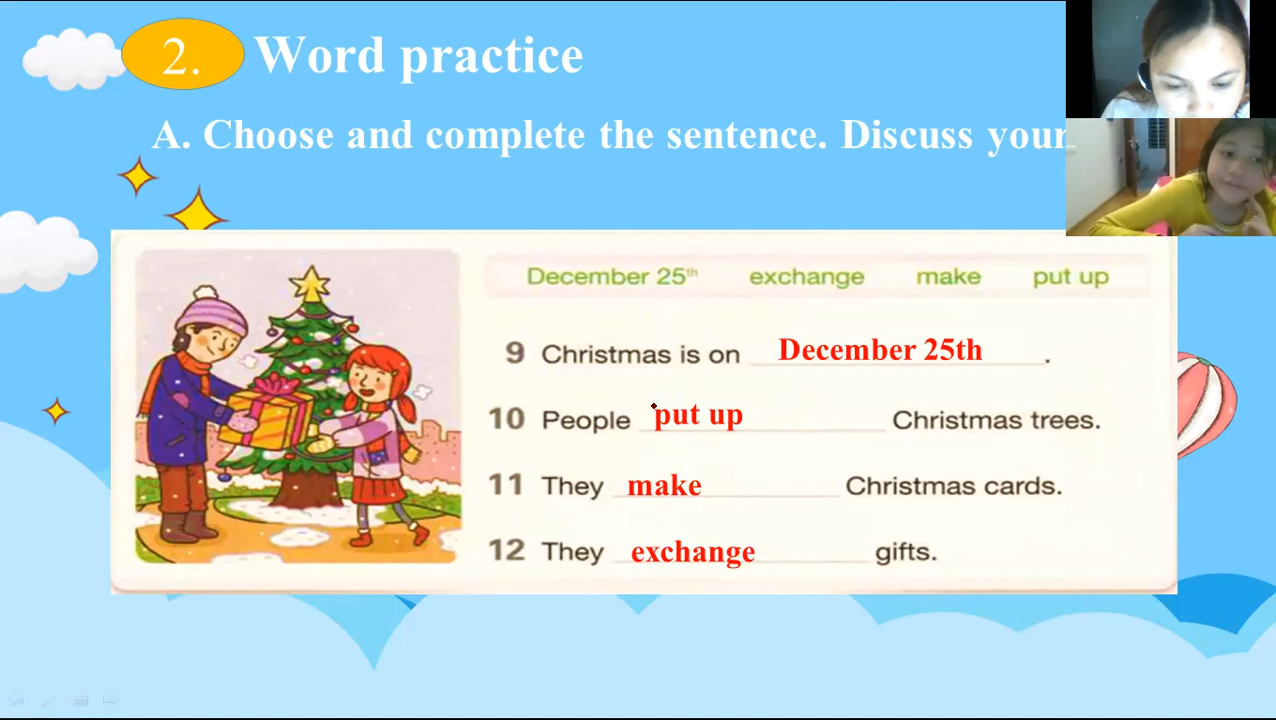 2. Word practice
A. Choose and complete the sentence. Discuss your
December 25th exchange make put up
9 Christmas is on December 25th.
10 People put up Christmas trees.
11 They make Christmas cards.
12 They exchange gifts.